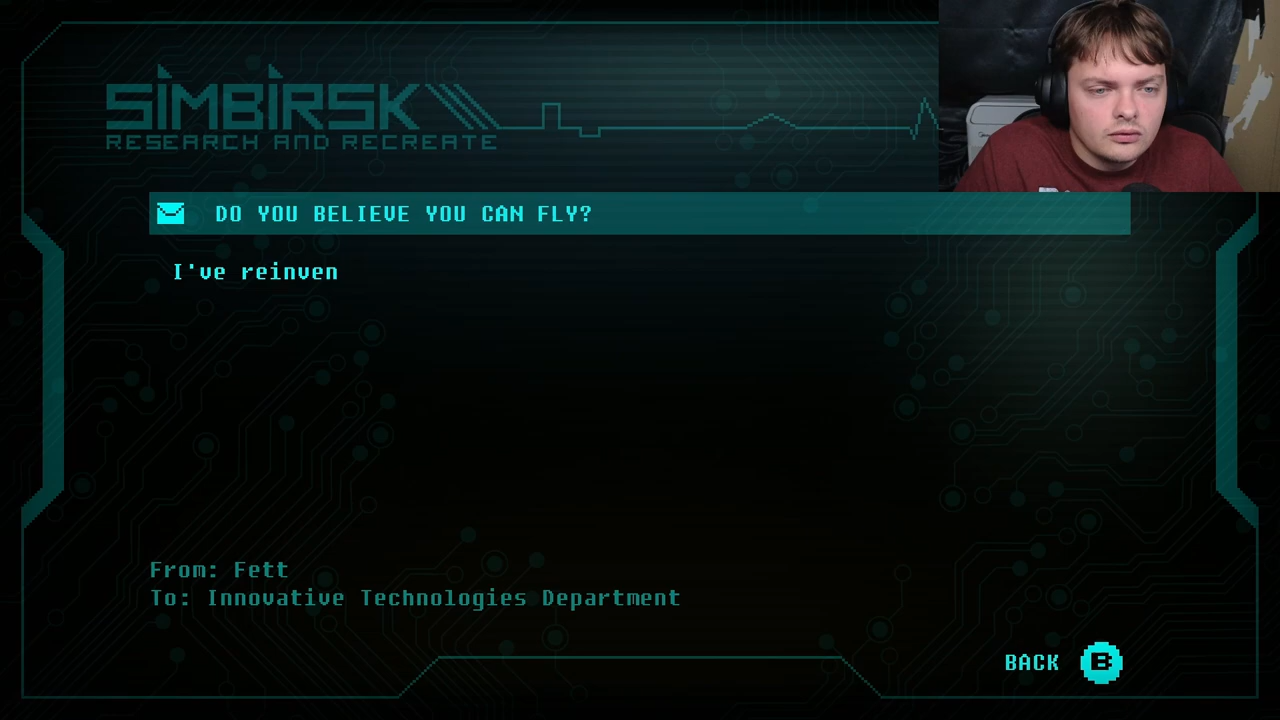 SIMBIRSK
RESEARCH AND RECREATE
DO YOU BELIEVE YOU CAN FLY?
I've reinven
From: Fett
To: Innovative Technologies Department
BACK B